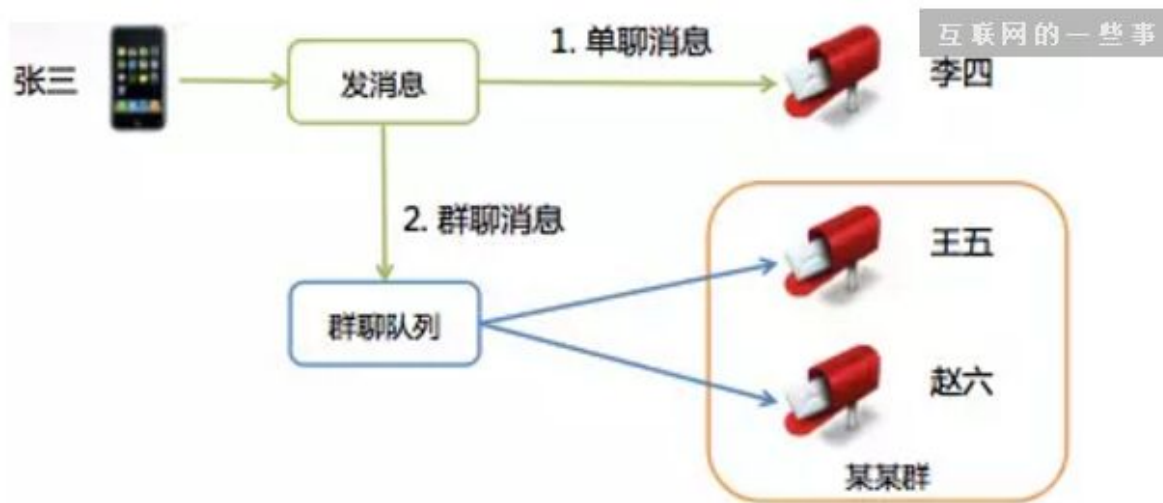 互联网的一些事
张三
发消息
1. 单聊消息
李四
2. 群聊消息
群聊队列
王五
赵六
某某群